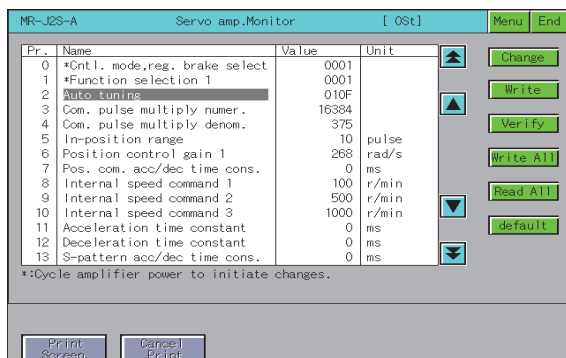 MR-J2S-A Servo amp.Monitor [ OSt] Menu End
Pr. Name Value Unit
0 *Cntl. mode,reg. brake select 0001
1 *Function selection 1 0001
2 Auto tuning 010F
3 Com. pulse multiply numer. 16384
4 Com. pulse multiply denom. 375
5 In-position range 10 pulse
6 Position control gain 1 268 rad/s
7 Pos. com. acc/dec time cons. 0 ms
8 Internal speed command 1 100 r/min
9 Internal speed command 2 500 r/min
10 Internal speed command 3 1000 r/min
11 Acceleration time constant 0 ms
12 Deceleration time constant 0 ms
13 S-pattern acc/dec time cons. 0 ms
*:Cycle amplifier power to initiate changes.
Change
Write
Verify
Write All
Read All
default
Print
Screen
Cancel
Print